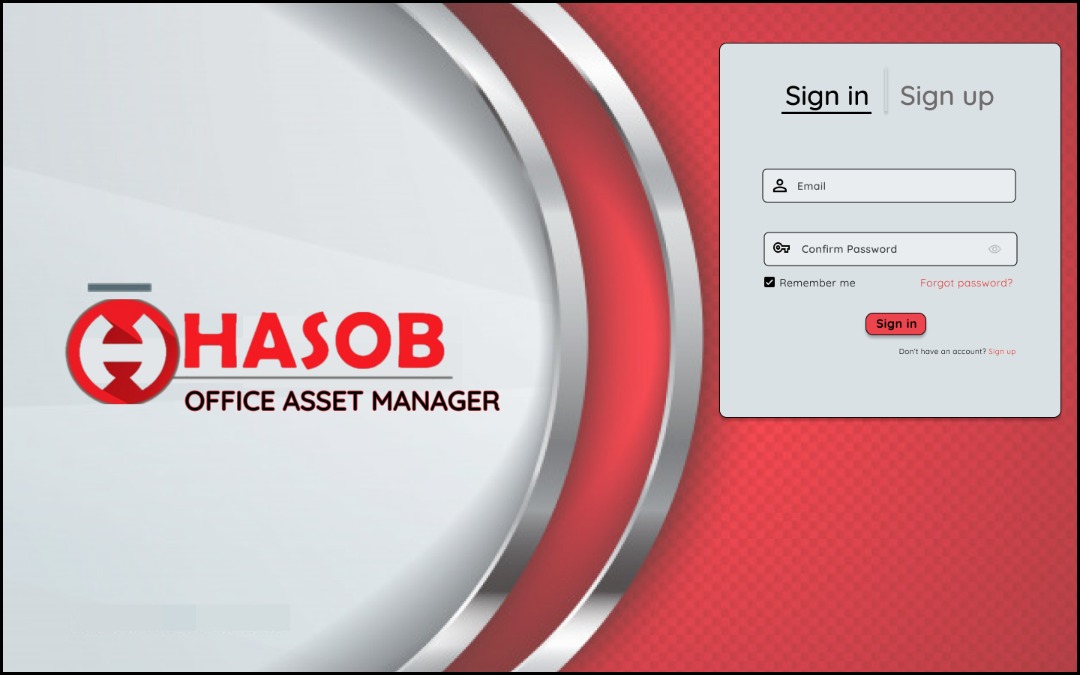 HASOB
OFFICE ASSET MANAGER
Sign in
Sign up
Email
Confirm Password
Remember me
Forgot password?
Sign in
Don't have an account? Sign up